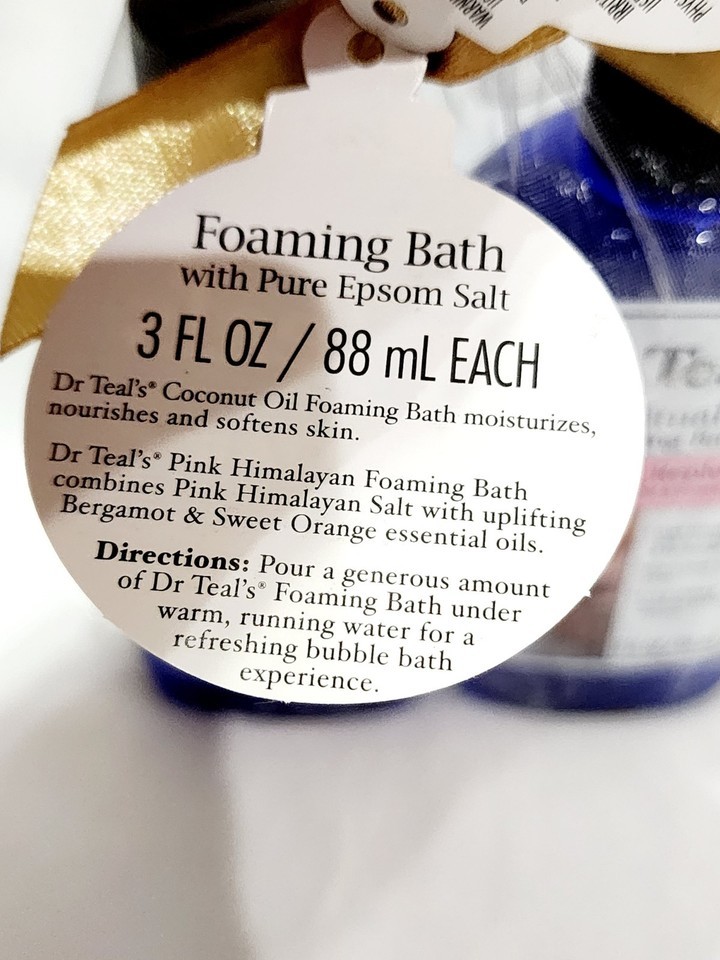 Foaming Bath
with Pure Epsom Salt
3 FL OZ / 88 mL EACH
Dr Teal's® Coconut Oil Foaming Bath moisturizes,
nourishes and softens skin.
Dr Teal's® Pink Himalayan Foaming Bath
combines Pink Himalayan Salt with uplifting
Bergamot & Sweet Orange essential oils.
Directions: Pour a generous amount
of Dr Teal's® Foaming Bath under
warm, running water for a
refreshing bubble bath
experience.